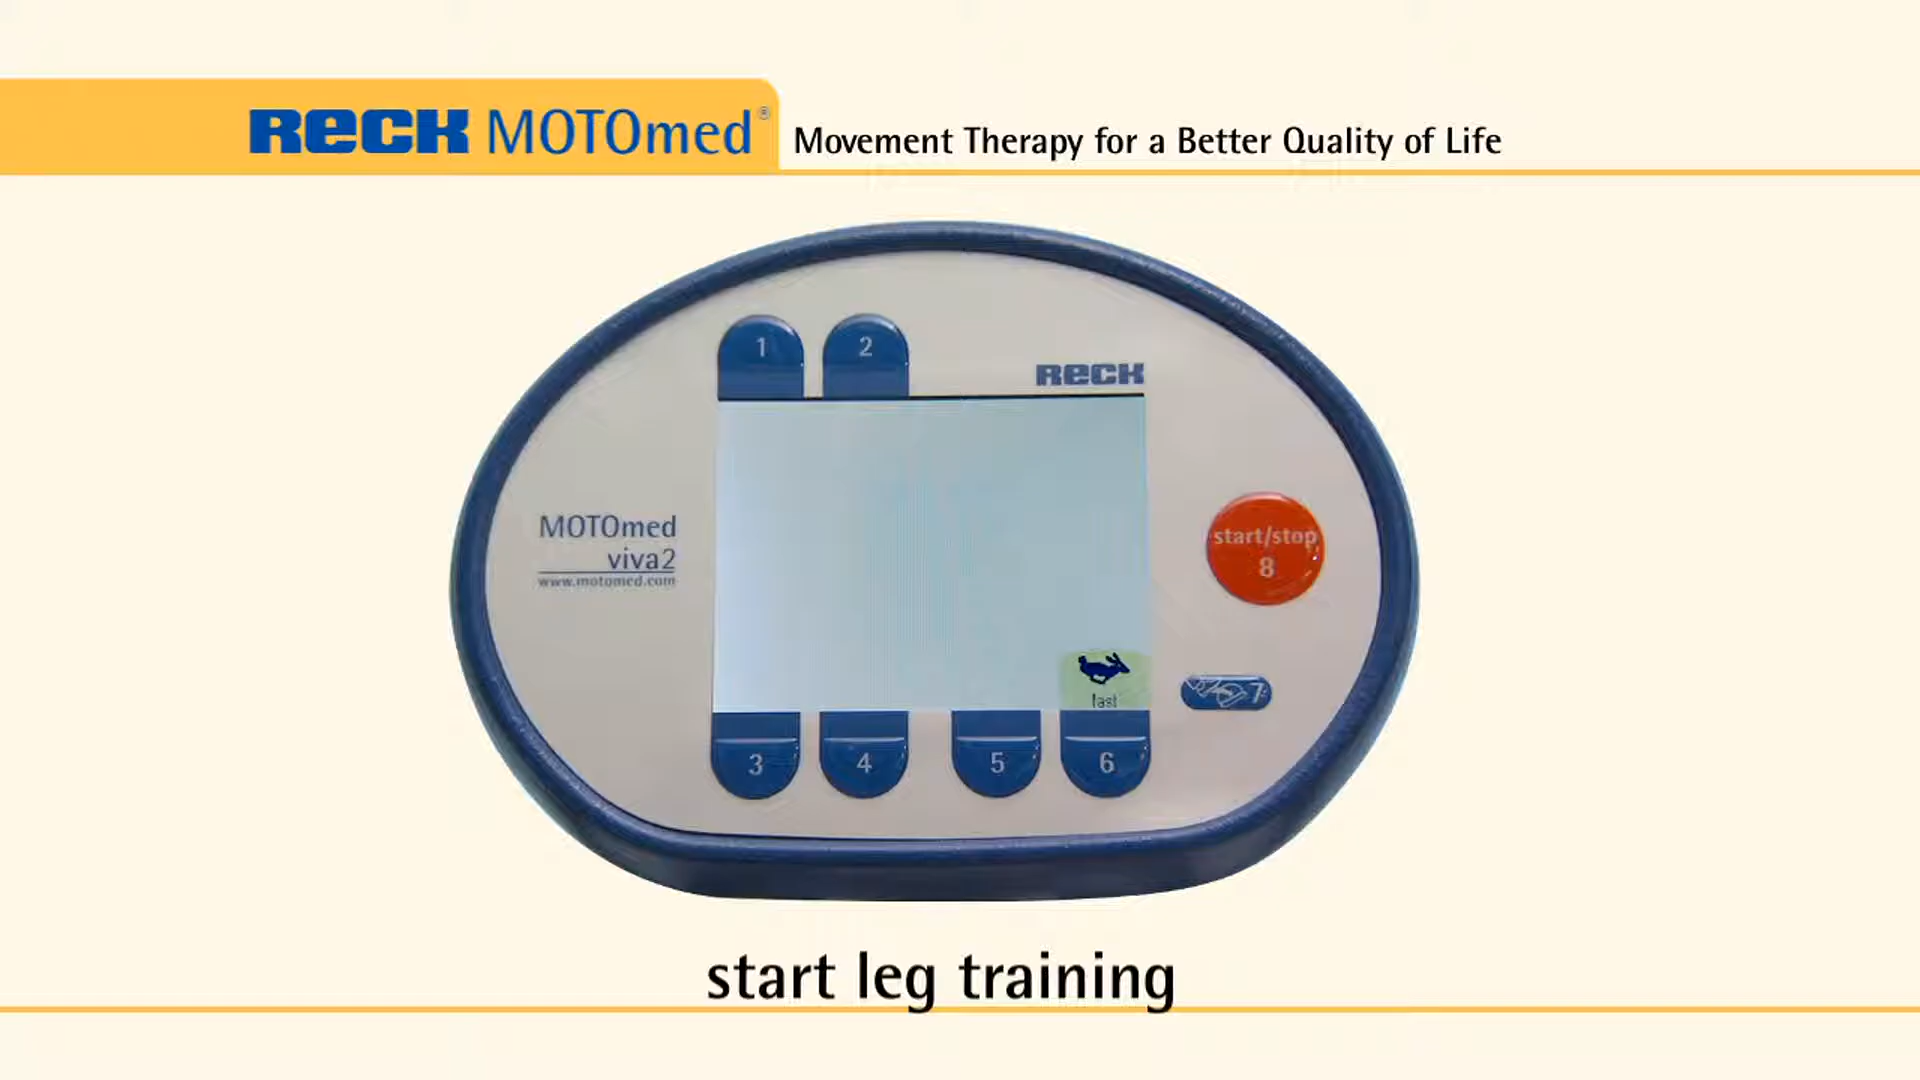 RECK MOTOmed® Movement Therapy for a Better Quality of Life
1 2
RECK
MOTOmed
viva2
www.motomed.com
start/stop
8
fast
7
3 4 5 6
start leg training